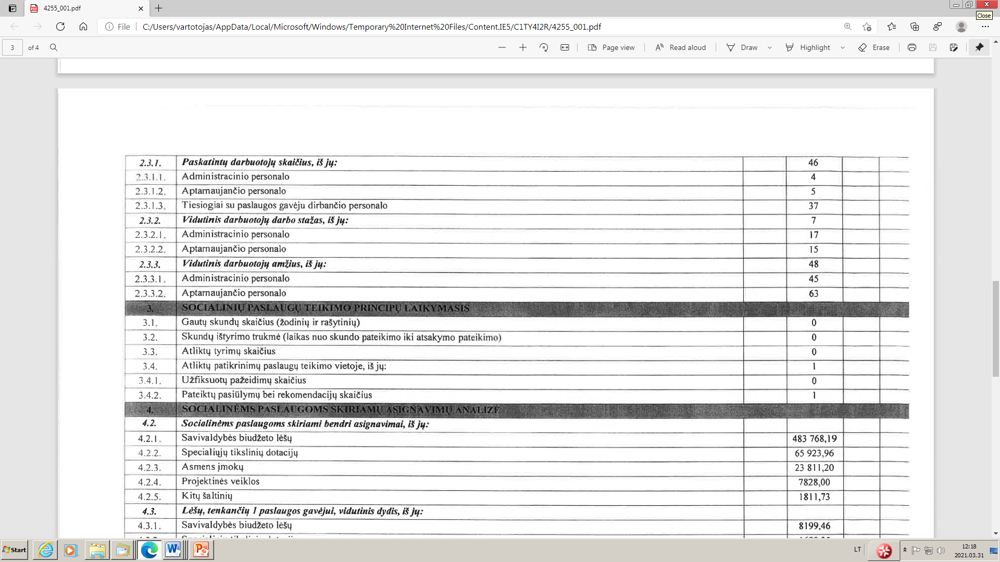 4255_001.pdf
Close
File
C:/Users/vartotojas/AppData/Local/Microsoft/Windows/Temporary%20Internet%20Files/Content.IE5/C1TY4I2R/4255_001.pdf
3 of 4
Page view
Read aloud
Draw
Highlight
Erase
2.3.1. Paskatintų darbuotojų skaičius, iš jų: 46
2.3.1.1. Administracinio personalo 4
2.3.1.2. Aptarnaujančio personalo 5
2.3.1.3. Tiesiogiai su paslaugos gavėju dirbančio personalo 37
2.3.2. Vidutinis darbuotojų darbo stažas, iš jų: 7
2.3.2.1. Administracinio personalo 17
2.3.2.2. Aptarnaujančio personalo 15
2.3.3. Vidutinis darbuotojų amžius, iš jų: 48
2.3.3.1. Administracinio personalo 45
2.3.3.2. Aptarnaujančio personalo 63
3. SOCIALINIŲ PASLAUGŲ TEIKIMO PRINCIPŲ LAIKYMASIS
3.1. Gautų skundų skaičius (žodinių ir rašytinių) 0
3.2. Skundų ištyrimo trukmė (laikas nuo skundo pateikimo iki atsakymo pateikimo) 0
3.3. Atliktų tyrimų skaičius 0
3.4. Atliktų patikrinimų paslaugų teikimo vietoje, iš jų: 1
3.4.1. Užfiksuotų pažeidimų skaičius 0
3.4.2. Pateiktų pasiūlymų bei rekomendacijų skaičius 1
4. SOCIALINĖMS PASLAUGOMS SKIRIAMŲ ASIGNAVIMŲ ANALIZĖ
4.2. Socialinėms paslaugoms skiriami bendri asignavimai, iš jų:
4.2.1. Savivaldybės biudžeto lėšų 483 768,19
4.2.2. Specialiųjų tikslinių dotacijų 65 923,96
4.2.3. Asmens įmokų 23 811,20
4.2.4. Projektinės veiklos 7828,00
4.2.5. Kitų šaltinių 1811,73
4.3. Lėšų, tenkančių 1 paslaugos gavėjui, vidutinis dydis, iš jų:
4.3.1. Savivaldybės biudžeto lėšų 8199,46
Start
LT
12:18
2021.03.31